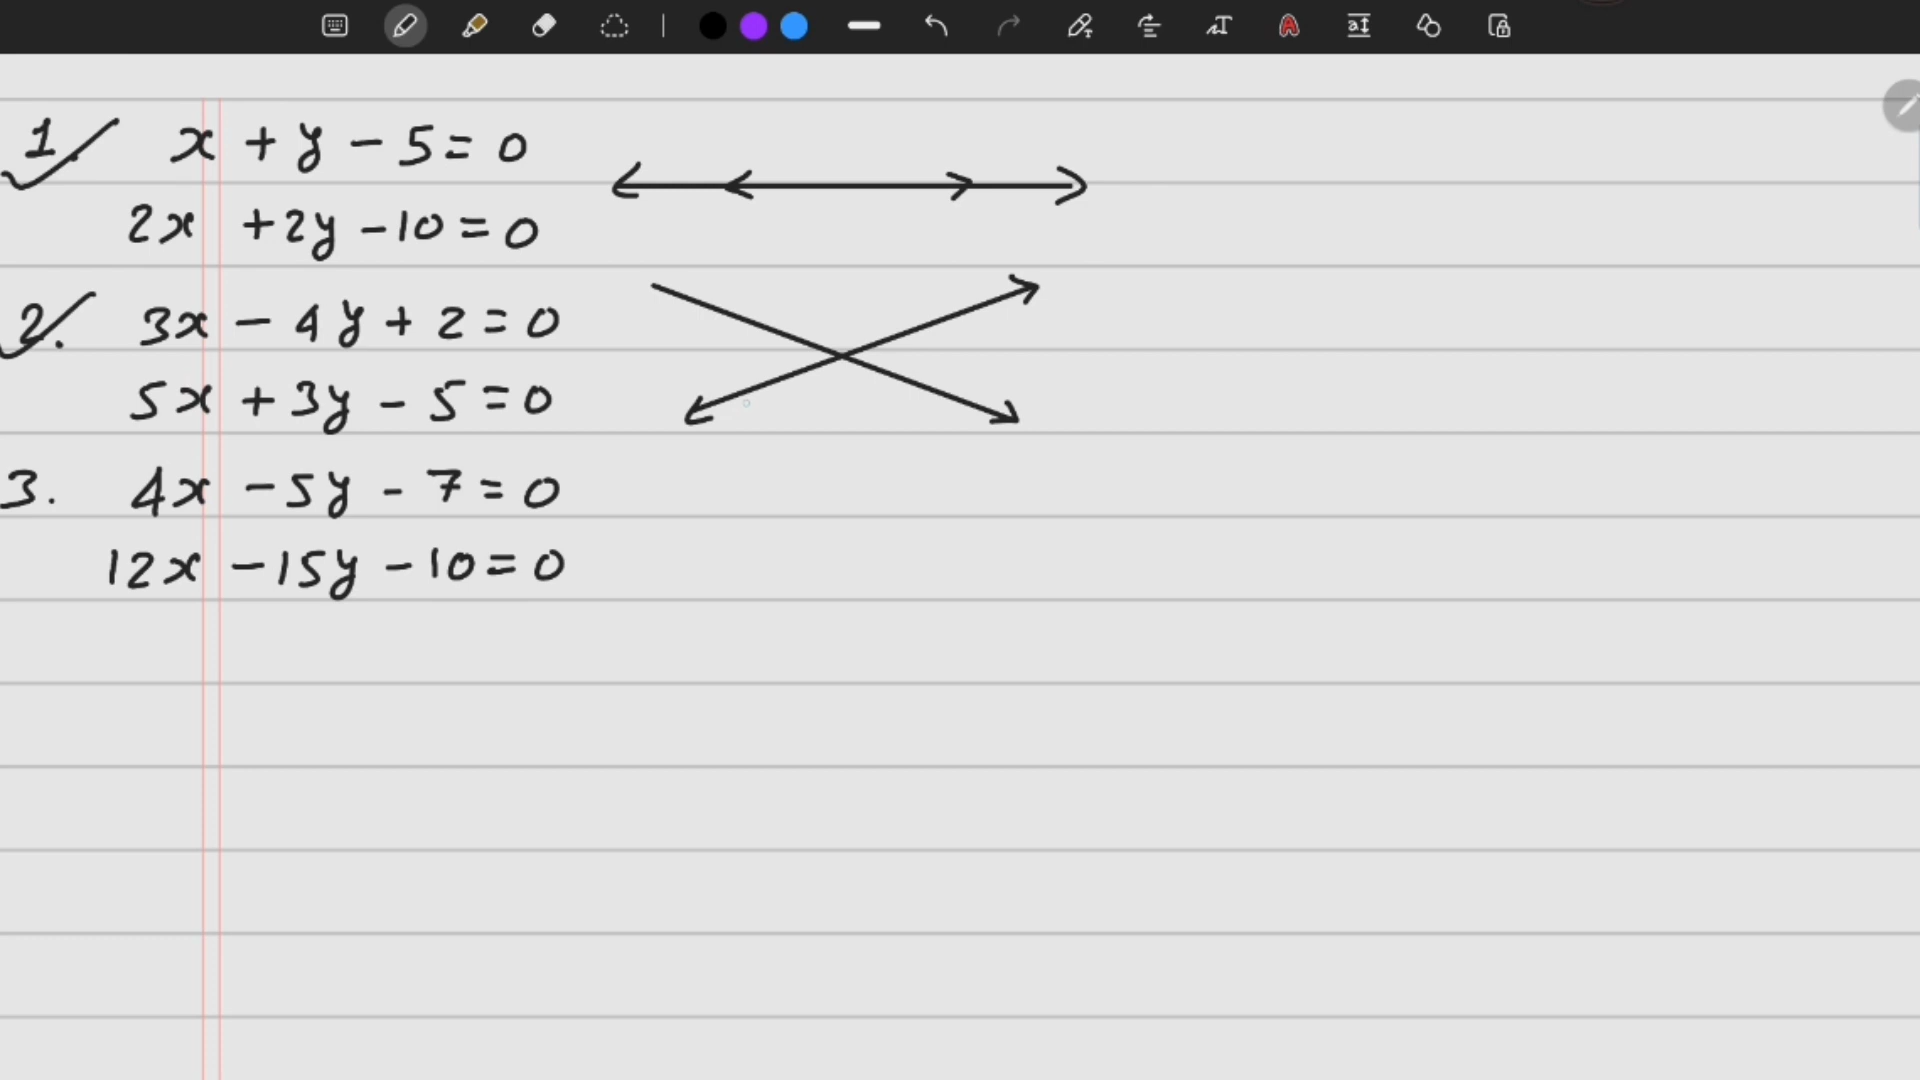 1. x + y - 5 = 0
2x + 2y - 10 = 0
2. 3x - 4y + 2 = 0
5x + 3y - 5 = 0
3. 4x - 5y - 7 = 0
12x - 15y - 10 = 0